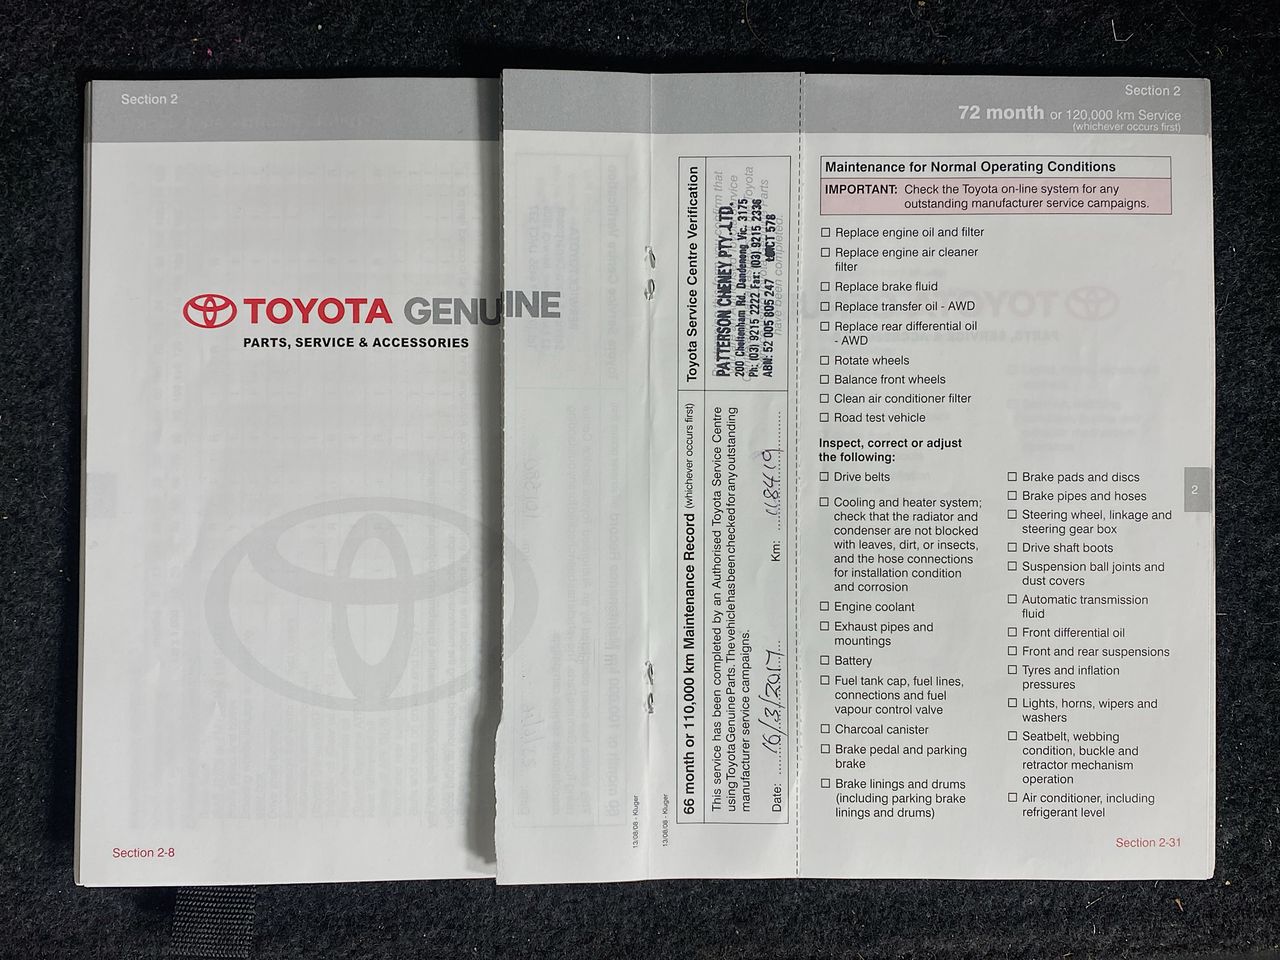 Section 2
TOYOTA GENUINE
PARTS, SERVICE & ACCESSORIES
Section 2-8
13/08/08 - Kluger
13/08/08 - Kluger
66 month or 110,000 km Maintenance Record (whichever occurs first)
This service has been completed by an Authorised Toyota Service Centre
using Toyota Genuine Parts. The vehicle has been checked for any outstanding
manufacturer service campaigns.
Date: 16/3/2017 Km: 118419
Toyota Service Centre Verification
PATTERSON CHENEY PTY. LTD.
200 Cheltenham Rd. Dandenong Vic. 3175
Ph: (03) 9215 2222 Fax: (03) 9215 2336
ABN: 52 005 805 247 LMCT 578
have been completed.
Section 2
72 month or 120,000 km Service
(whichever occurs first)
Maintenance for Normal Operating Conditions
IMPORTANT: Check the Toyota on-line system for any
outstanding manufacturer service campaigns.
Replace engine oil and filter
Replace engine air cleaner
filter
Replace brake fluid
Replace transfer oil - AWD
Replace rear differential oil
- AWD
Rotate wheels
Balance front wheels
Clean air conditioner filter
Road test vehicle
Inspect, correct or adjust
the following:
Drive belts
Cooling and heater system;
check that the radiator and
condenser are not blocked
with leaves, dirt, or insects,
and the hose connections
for installation condition
and corrosion
Engine coolant
Exhaust pipes and
mountings
Battery
Fuel tank cap, fuel lines,
connections and fuel
vapour control valve
Charcoal canister
Brake pedal and parking
brake
Brake linings and drums
(including parking brake
linings and drums)
Brake pads and discs
Brake pipes and hoses
Steering wheel, linkage and
steering gear box
Drive shaft boots
Suspension ball joints and
dust covers
Automatic transmission
fluid
Front differential oil
Front and rear suspensions
Tyres and inflation
pressures
Lights, horns, wipers and
washers
Seatbelt, webbing
condition, buckle and
retractor mechanism
operation
Air conditioner, including
refrigerant level
2
Section 2-31